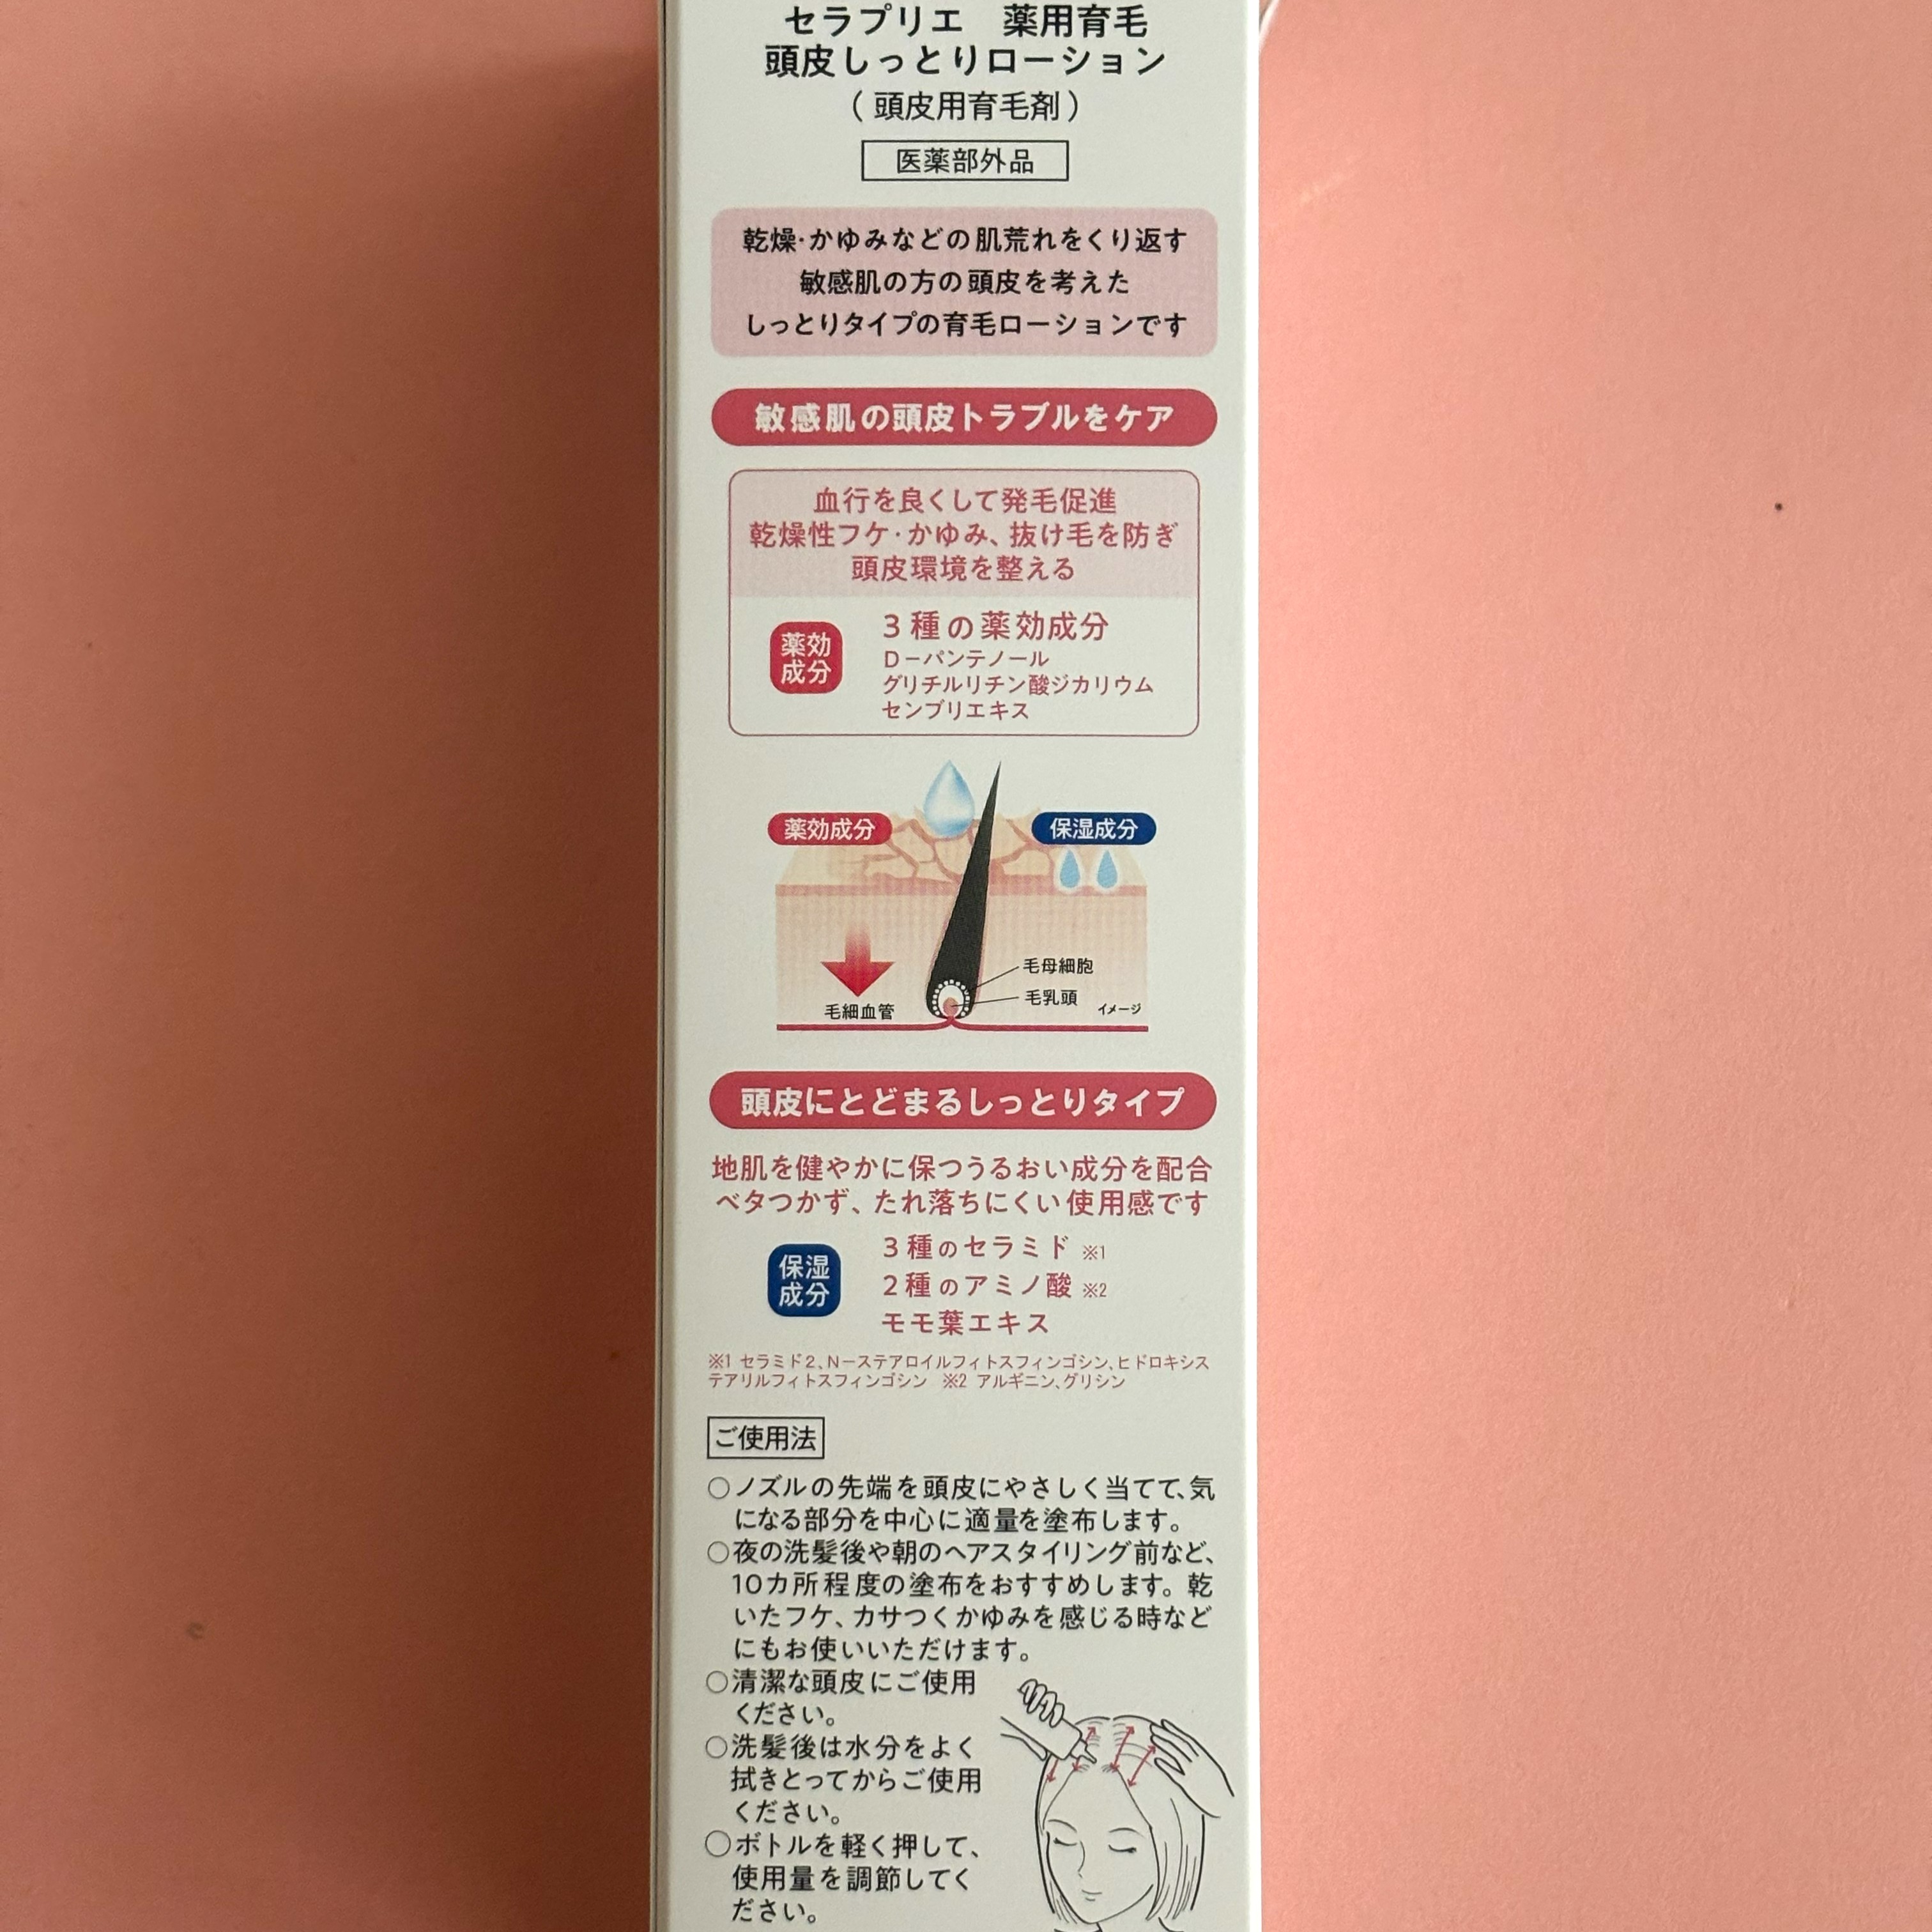 セラプリエ　薬用育毛
頭皮しっとりローション
（頭皮用育毛剤）
医薬部外品
乾燥・かゆみなどの肌荒れをくり返す
敏感肌の方の頭皮を考えた
しっとりタイプの育毛ローションです
敏感肌の頭皮トラブルをケア
血行を良くして発毛促進
乾燥性フケ・かゆみ、抜け毛を防ぎ
頭皮環境を整える
薬効
成分
3種の薬効成分
D－パンテノール
グリチルリチン酸ジカリウム
センブリエキス
薬効成分
保湿成分
毛母細胞
毛乳頭
イメージ
毛細血管
頭皮にとどまるしっとりタイプ
地肌を健やかに保つうるおい成分を配合
ベタつかず、たれ落ちにくい使用感です
保湿
成分
3種のセラミド ※1
2種のアミノ酸 ※2
モモ葉エキス
※1 セラミド2、N－ステアロイルフィトスフィンゴシン、ヒドロキシス
テアリルフィトスフィンゴシン ※2 アルギニン、グリシン
ご使用法
○ノズルの先端を頭皮にやさしく当てて、気
になる部分を中心に適量を塗布します。
○夜の洗髪後や朝のヘアスタイリング前など、
10カ所程度の塗布をおすすめします。乾
いたフケ、カサつくかゆみを感じる時など
にもお使いいただけます。
○清潔な頭皮にご使用
ください。
○洗髪後は水分をよく
拭きとってからご使用
ください。
○ボトルを軽く押して、
使用量を調節してく
ださい。